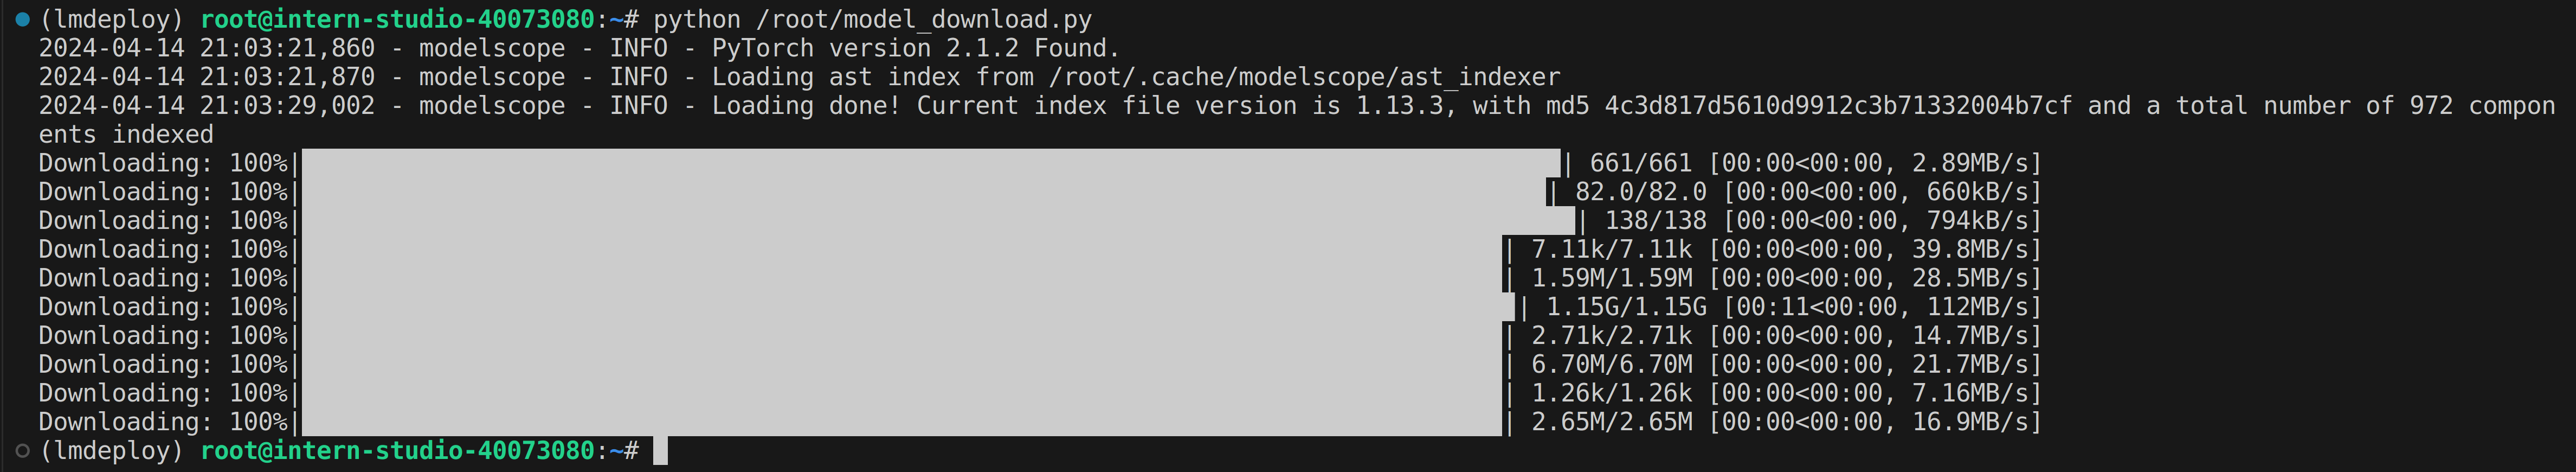 (lmdeploy) root@intern-studio-40073080:~# python /root/model_download.py
2024-04-14 21:03:21,860 - modelscope - INFO - PyTorch version 2.1.2 Found.
2024-04-14 21:03:21,870 - modelscope - INFO - Loading ast index from /root/.cache/modelscope/ast_indexer
2024-04-14 21:03:29,002 - modelscope - INFO - Loading done! Current index file version is 1.13.3, with md5 4c3d817d5610d9912c3b71332004b7cf and a total number of 972 compon
ents indexed
Downloading: 100%|| 661/661 [00:00<00:00, 2.89MB/s]
Downloading: 100%|| 82.0/82.0 [00:00<00:00, 660kB/s]
Downloading: 100%|| 138/138 [00:00<00:00, 794kB/s]
Downloading: 100%|| 7.11k/7.11k [00:00<00:00, 39.8MB/s]
Downloading: 100%|| 1.59M/1.59M [00:00<00:00, 28.5MB/s]
Downloading: 100%|| 1.15G/1.15G [00:11<00:00, 112MB/s]
Downloading: 100%|| 2.71k/2.71k [00:00<00:00, 14.7MB/s]
Downloading: 100%|| 6.70M/6.70M [00:00<00:00, 21.7MB/s]
Downloading: 100%|| 1.26k/1.26k [00:00<00:00, 7.16MB/s]
Downloading: 100%|| 2.65M/2.65M [00:00<00:00, 16.9MB/s]
(lmdeploy) root@intern-studio-40073080:~#